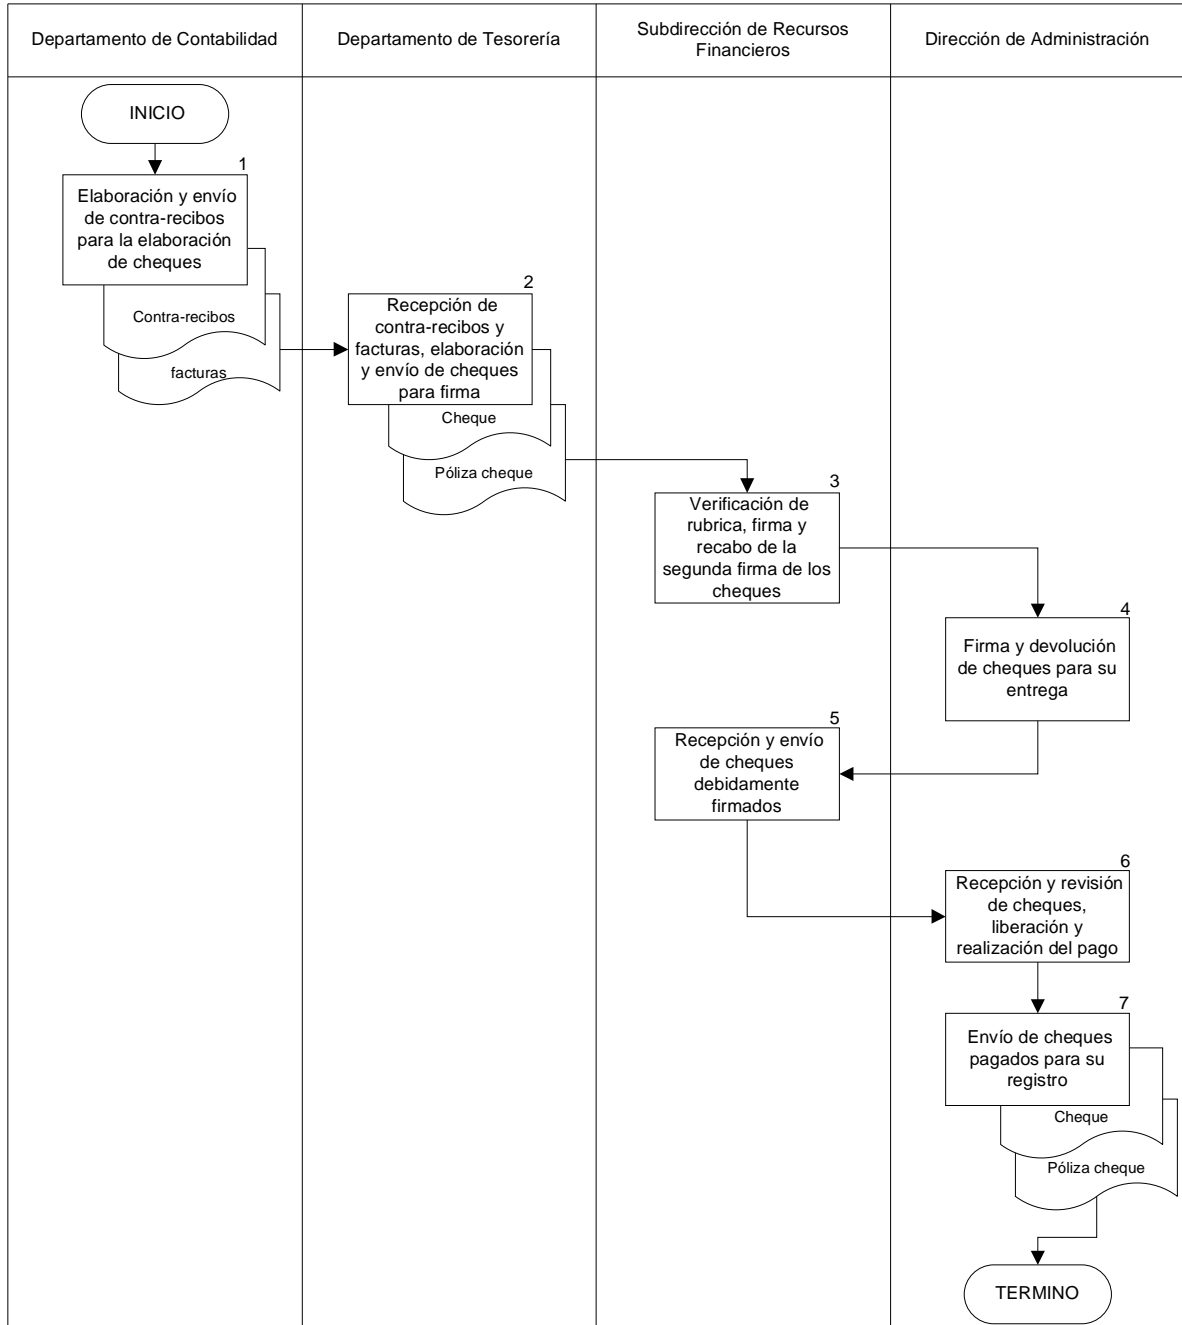 Departamento de Contabilidad
Departamento de Tesorería
Subdirección de Recursos
Financieros
Dirección de Administración
INICIO
1
Elaboración y envío
de contra-recibos
para la elaboración
de cheques
Contra-recibos
facturas
2
Recepción de
contra-recibos y
facturas, elaboración
y envío de cheques
para firma
Cheque
Póliza cheque
3
Verificación de
rubrica, firma y
recabo de la
segunda firma de los
cheques
4
Firma y devolución
de cheques para su
entrega
5
Recepción y envío
de cheques
debidamente
firmados
6
Recepción y revisión
de cheques,
liberación y
realización del pago
7
Envío de cheques
pagados para su
registro
Cheque
Póliza cheque
TERMINO